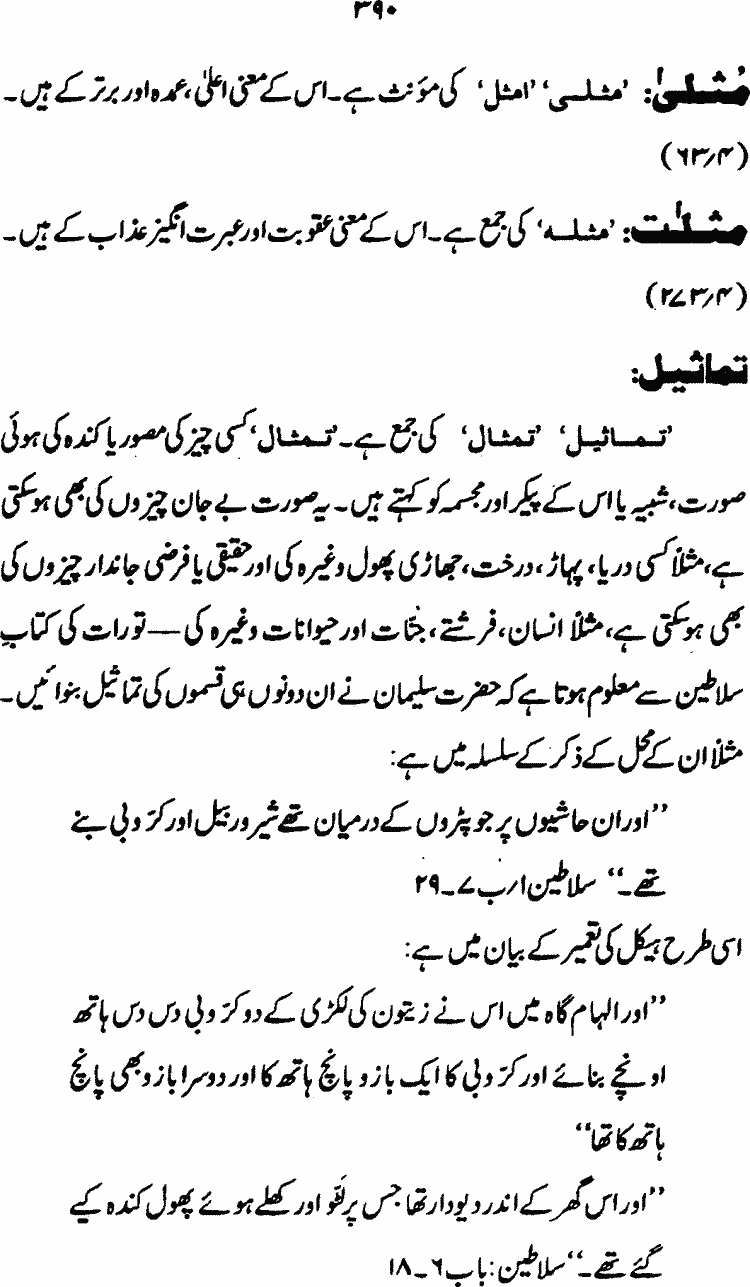 ۳۹۰
مُثلیٰ: ’مثلی‘ ’امثل‘ کی مؤنث ہے۔اس کے معنی اعلیٰ، عمدہ اور برتر کے ہیں۔
(۶۳/۴)
مثلٰت: ’مثلہ‘ کی جمع ہے۔اس کے معنی عقوبت اور عبرت انگیز عذاب کے ہیں۔
(۲۷۳/۴)
تماثیل:
’تماثیل‘ ’تمثال‘ کی جمع ہے۔’تمثال‘ کسی چیز کی مصور یا کندہ کی ہوئی
صورت، شبیہ یا اس کے پیکر اور مجسمہ کو کہتے ہیں۔ یہ صورت بے جان چیزوں کی بھی ہوسکتی
ہے، مثلاً کسی دریا، پہاڑ، درخت، جھاڑی پھول وغیرہ کی اور حقیقی یا فرضی جاندار چیزوں کی
بھی ہوسکتی ہے، مثلاً انسان، فرشتے، جنّات اور حیوانات وغیرہ کی — تورات کی کتاب
سلاطین سے معلوم ہوتا ہے کہ حضرت سلیمان نے ان دونوں ہی قسموں کی تماثیل بنوائیں۔
مثلاً ان کے محل کے ذکر کے سلسلہ میں ہے:
’’اور ان حاشیوں پر جو پٹروں کے درمیان تھے شیر ور بیل اور کرّوبی بنے
تھے۔‘‘ سلاطین ۱/ب ۷۔۲۹
اسی طرح ہیکل کی تعمیر کے بیان میں ہے:
’’اور الہام گاہ میں اس نے زیتون کی لکڑی کے دو کرّوبی دس دس ہاتھ
اونچے بنائے اور کرّوبی کا ایک بازو پانچ ہاتھ کا اور دوسرا بازو بھی پانچ
ہاتھ کا تھا‘‘
’’اور اس گھر کے اندر دیودار تھا جس پر لٹّو اور کھلے ہوئے پھول کندہ کیے
گئے تھے۔‘‘ سلاطین: باب ۶۔۱۸